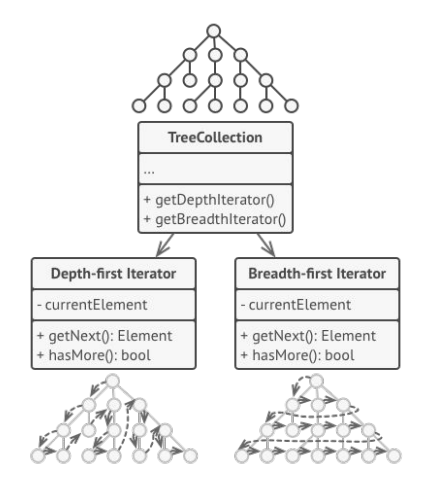 TreeCollection
...
+ getDepthIterator()
+ getBreadthIterator()
Depth-first Iterator
- currentElement
+ getNext(): Element
+ hasMore(): bool
Breadth-first Iterator
- currentElement
+ getNext(): Element
+ hasMore(): bool